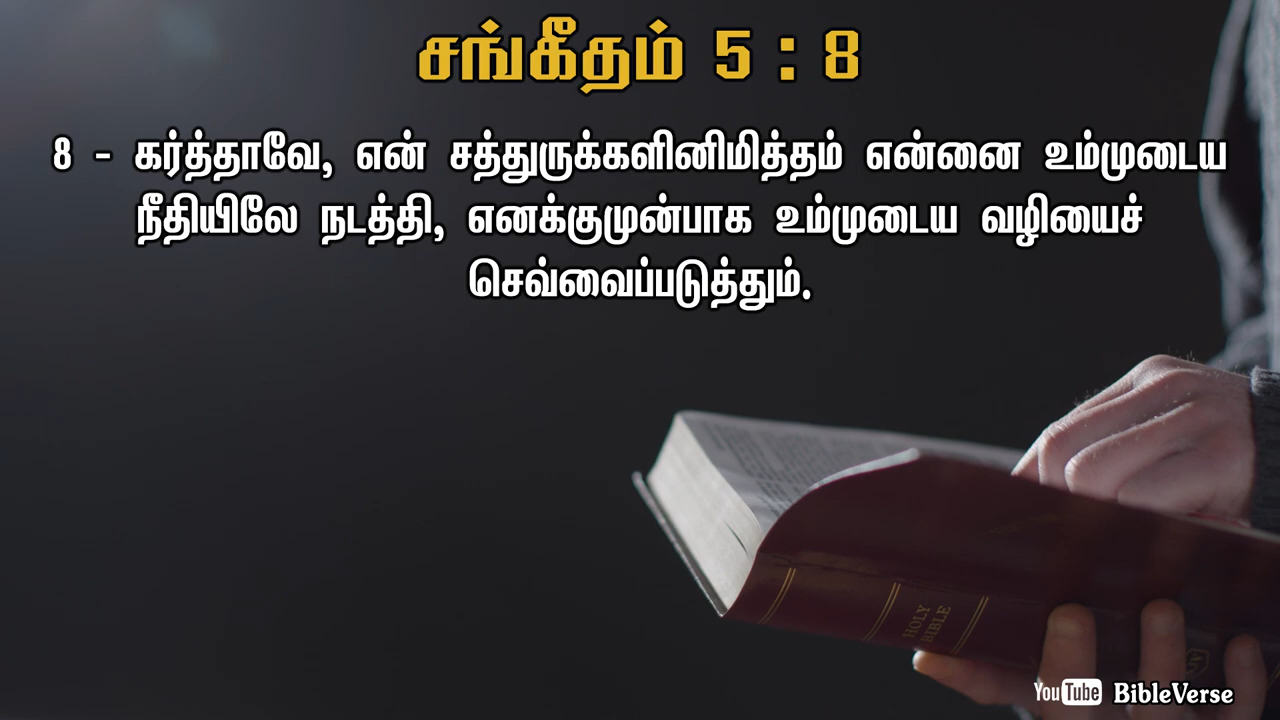 சங்கீதம் 5 : 8
8 - கர்த்தாவே, என் சத்துருக்களினிமித்தம் என்னை உம்முடைய
நீதியிலே நடத்தி, எனக்குமுன்பாக உம்முடைய வழியைச்
செவ்வைப்படுத்தும்.
HOLY
BIBLE
YouTube BibleVerse